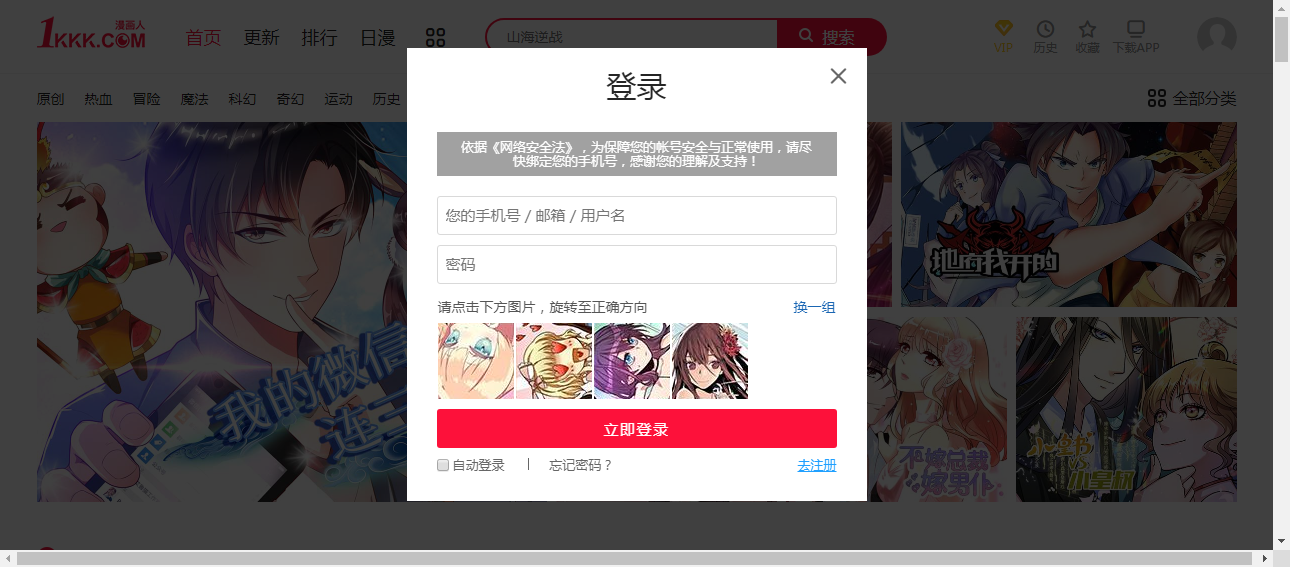 漫画人
1KKK.COM
首页 更新 排行 日漫
山海逆战
搜索
VIP 历史 收藏 下载APP
登录
原创 热血 冒险 魔法 科幻 奇幻 运动 历史
全部分类
依据《网络安全法》，为保障您的帐号安全与正常使用，请尽
快绑定您的手机号，感谢您的理解及支持！
您的手机号 / 邮箱 / 用户名
密码
请点击下方图片，旋转至正确方向
换一组
立即登录
自动登录 | 忘记密码？
去注册
地府我开的
我的微信
连三
不嫁总裁
嫁男仆